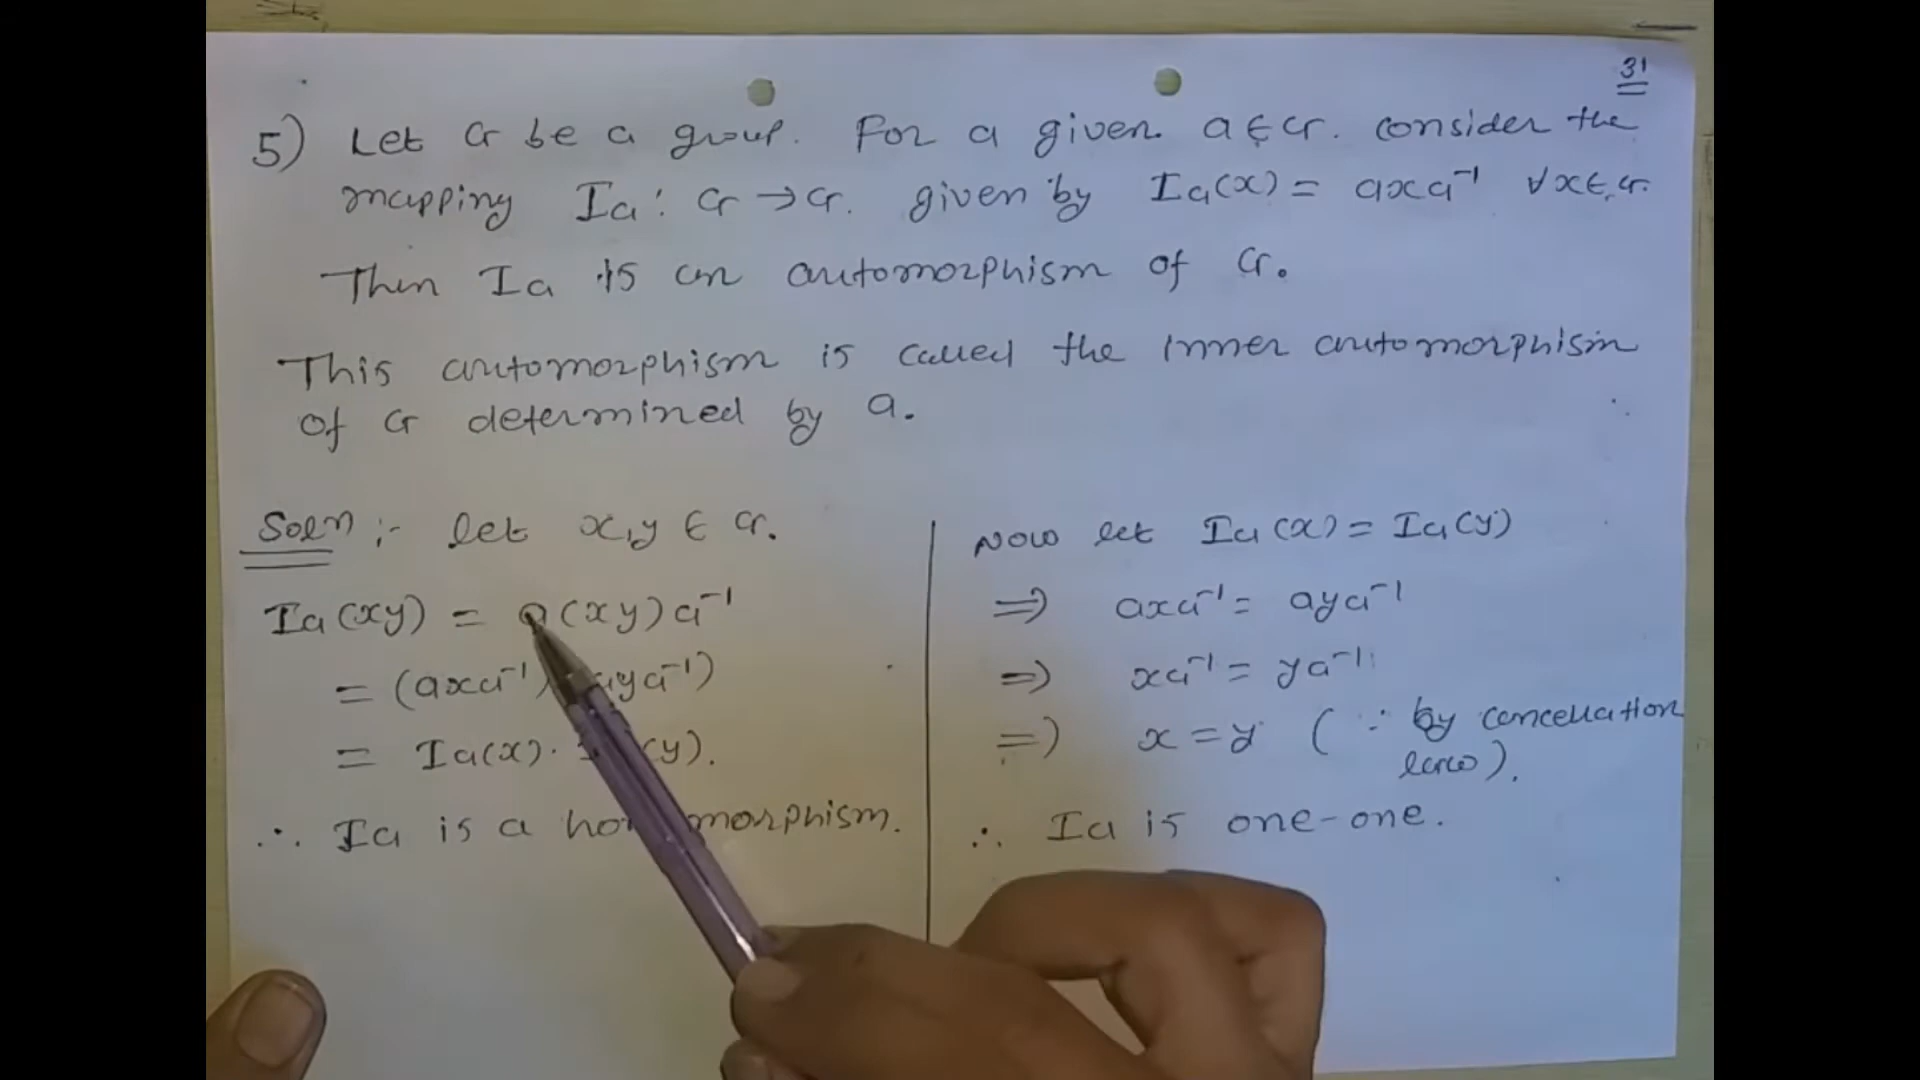 31
5) Let G be a group. For a given a ∈ G. consider the
mapping Ia : G → G. given by Ia(x) = axa⁻¹ ∀x∈G.
Then Ia is an automorphism of G.
This automorphism is called the inner automorphism
of G determined by a.
Soln :- let x,y ∈ G.
Ia(xy) = a(xy)a⁻¹
= (axa⁻¹) aya⁻¹)
= Ia(x). (y).
∴ Ia is a homomorphism.
Now let Ia(x) = Ia(y)
⇒ axa⁻¹ = aya⁻¹
⇒ xa⁻¹ = ya⁻¹
⇒ x = y (∵ by cancellation
law).
∴ Ia is one-one.